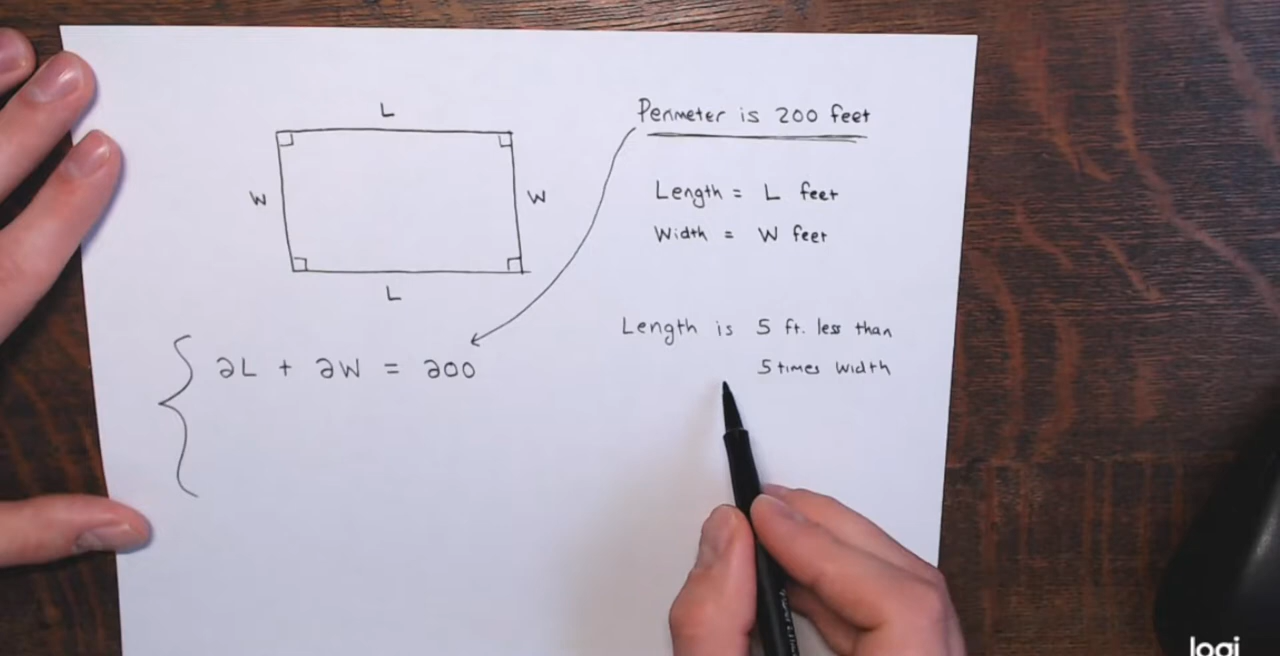 L
Perimeter is 200 feet
W
W
Length = L feet
Width = W feet
L
Length is 5 ft. less than
5 times width
2L + 2W = 200
logi